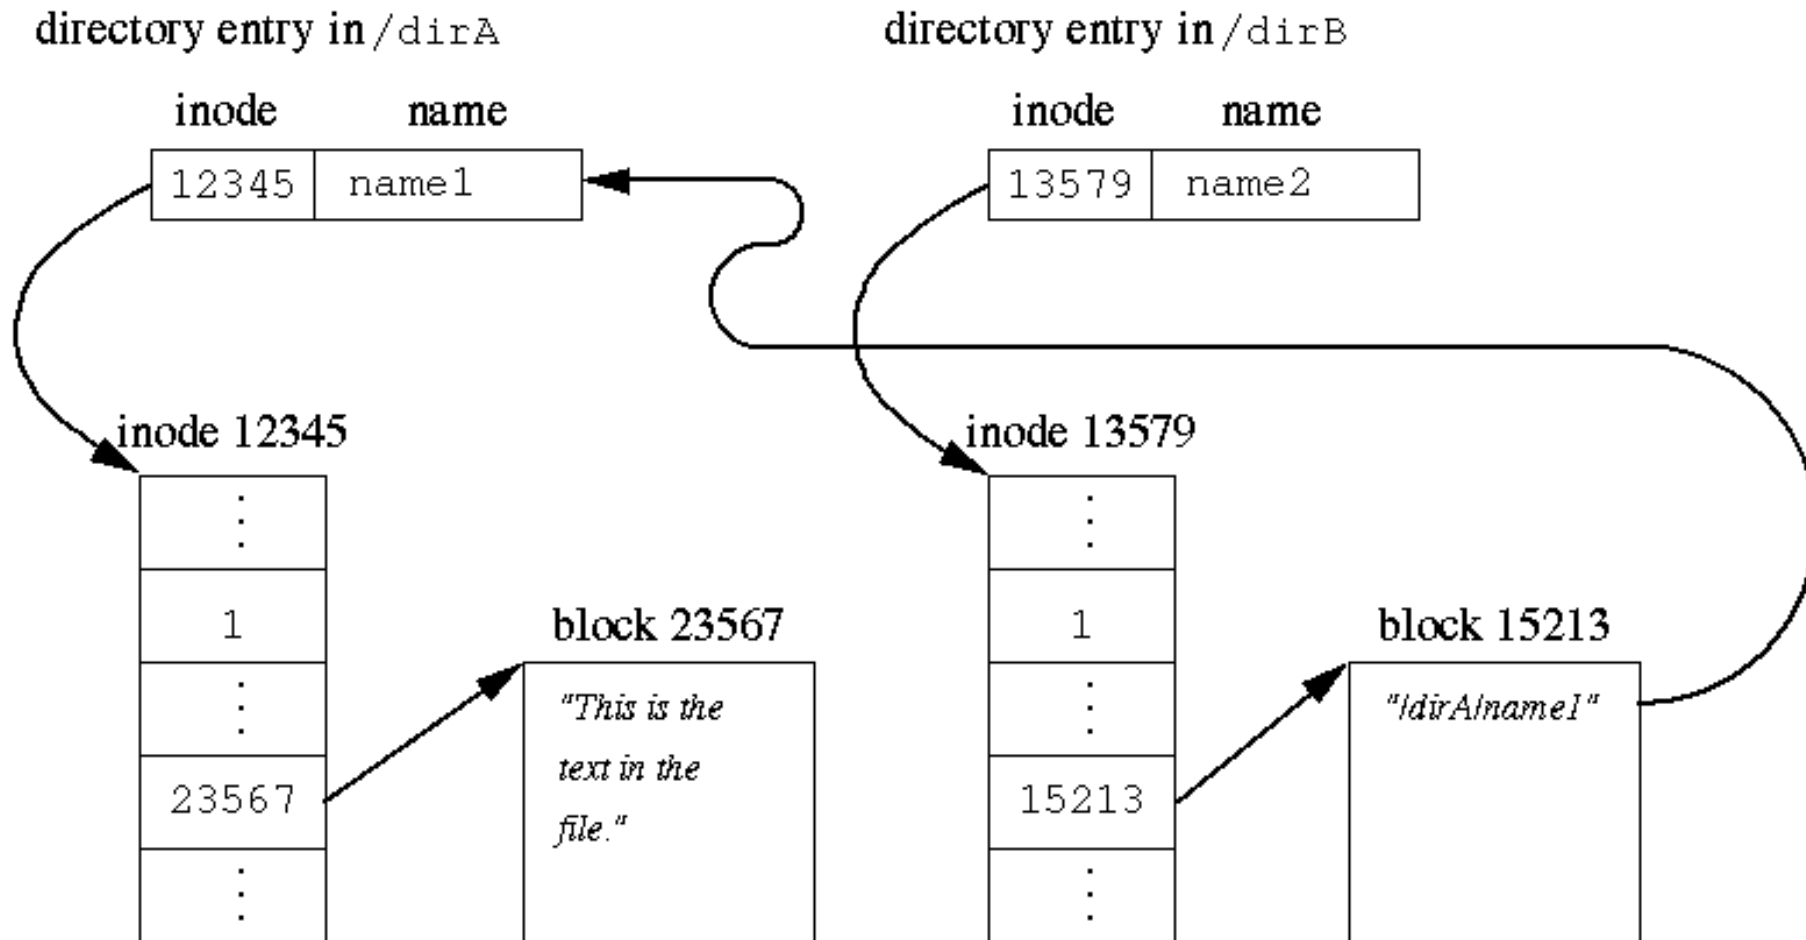 directory entry in /dirA
directory entry in /dirB
inode name
inode name
12345 name1
13579 name2
inode 12345
inode 13579
1
block 23567
1
block 15213
"This is the
text in the
file."
"/dirA/name1"
23567
15213